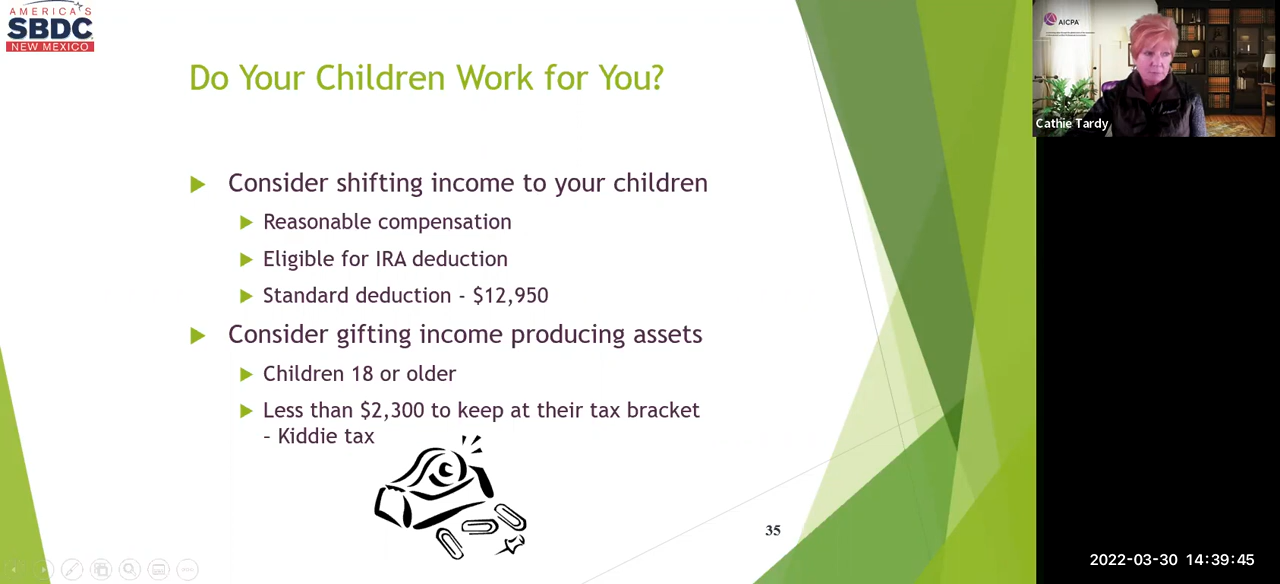 AMERICA'S
SBDC
NEW MEXICO
AICPA
Do Your Children Work for You?
Cathie Tardy
Consider shifting income to your children
Reasonable compensation
Eligible for IRA deduction
Standard deduction - $12,950
Consider gifting income producing assets
Children 18 or older
Less than $2,300 to keep at their tax bracket
– Kiddie tax
35
2022-03-30 14:39:45